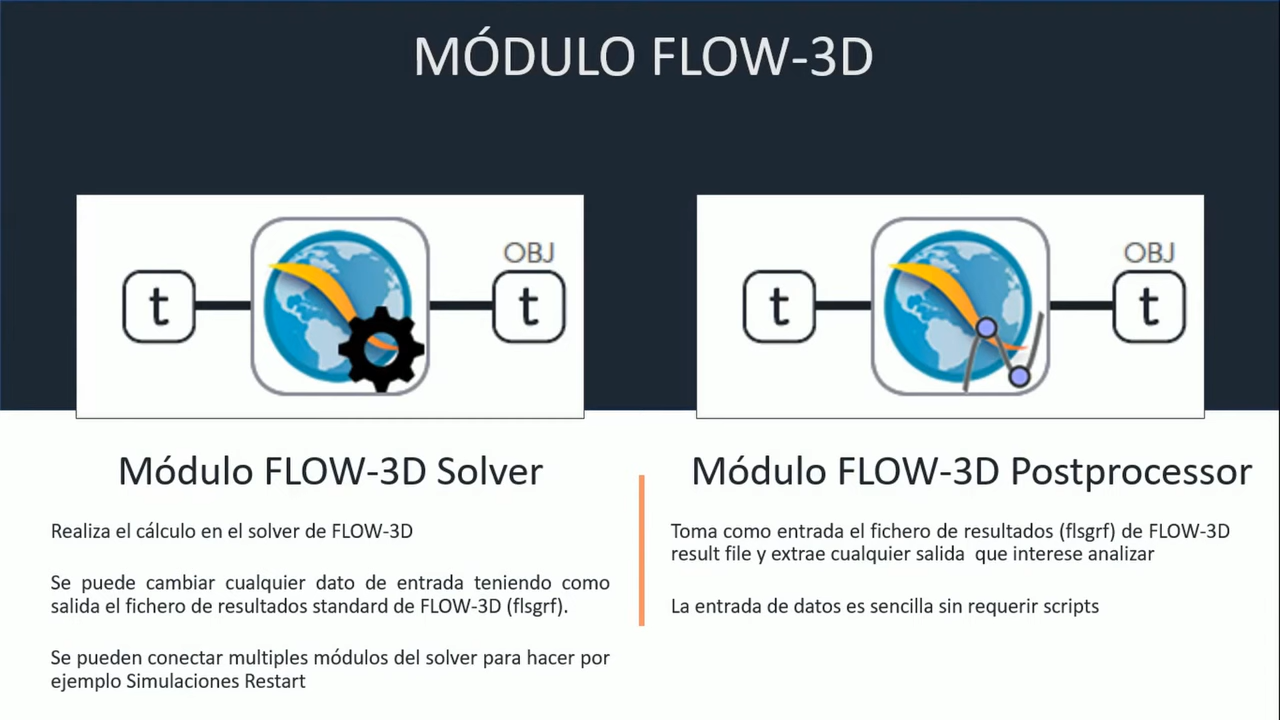 MÓDULO FLOW-3D
t
OBJ
t
t
OBJ
t
Módulo FLOW-3D Solver
Realiza el cálculo en el solver de FLOW-3D
Se puede cambiar cualquier dato de entrada teniendo como
salida el fichero de resultados standard de FLOW-3D (flsgrf).
Se pueden conectar multiples módulos del solver para hacer por
ejemplo Simulaciones Restart
Módulo FLOW-3D Postprocessor
Toma como entrada el fichero de resultados (flsgrf) de FLOW-3D
result file y extrae cualquier salida que interese analizar
La entrada de datos es sencilla sin requerir scripts